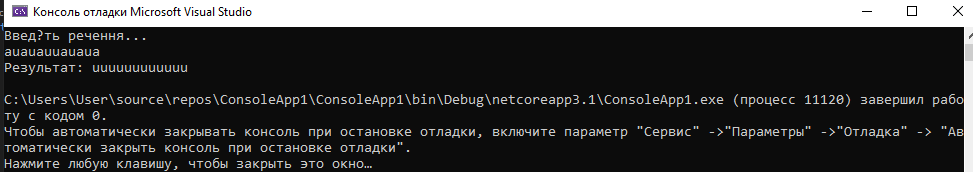 Консоль отладки Microsoft Visual Studio
Введ?ть речення...
auauauuauaua
Результат: uuuuuuuuuuuu
C:\Users\User\source\repos\ConsoleApp1\ConsoleApp1\bin\Debug\netcoreapp3.1\ConsoleApp1.exe (процесс 11120) завершил рабо
ту с кодом 0.
Чтобы автоматически закрывать консоль при остановке отладки, включите параметр "Сервис" ->"Параметры" ->"Отладка" -> "Ав
томатически закрыть консоль при остановке отладки".
Нажмите любую клавишу, чтобы закрыть это окно…